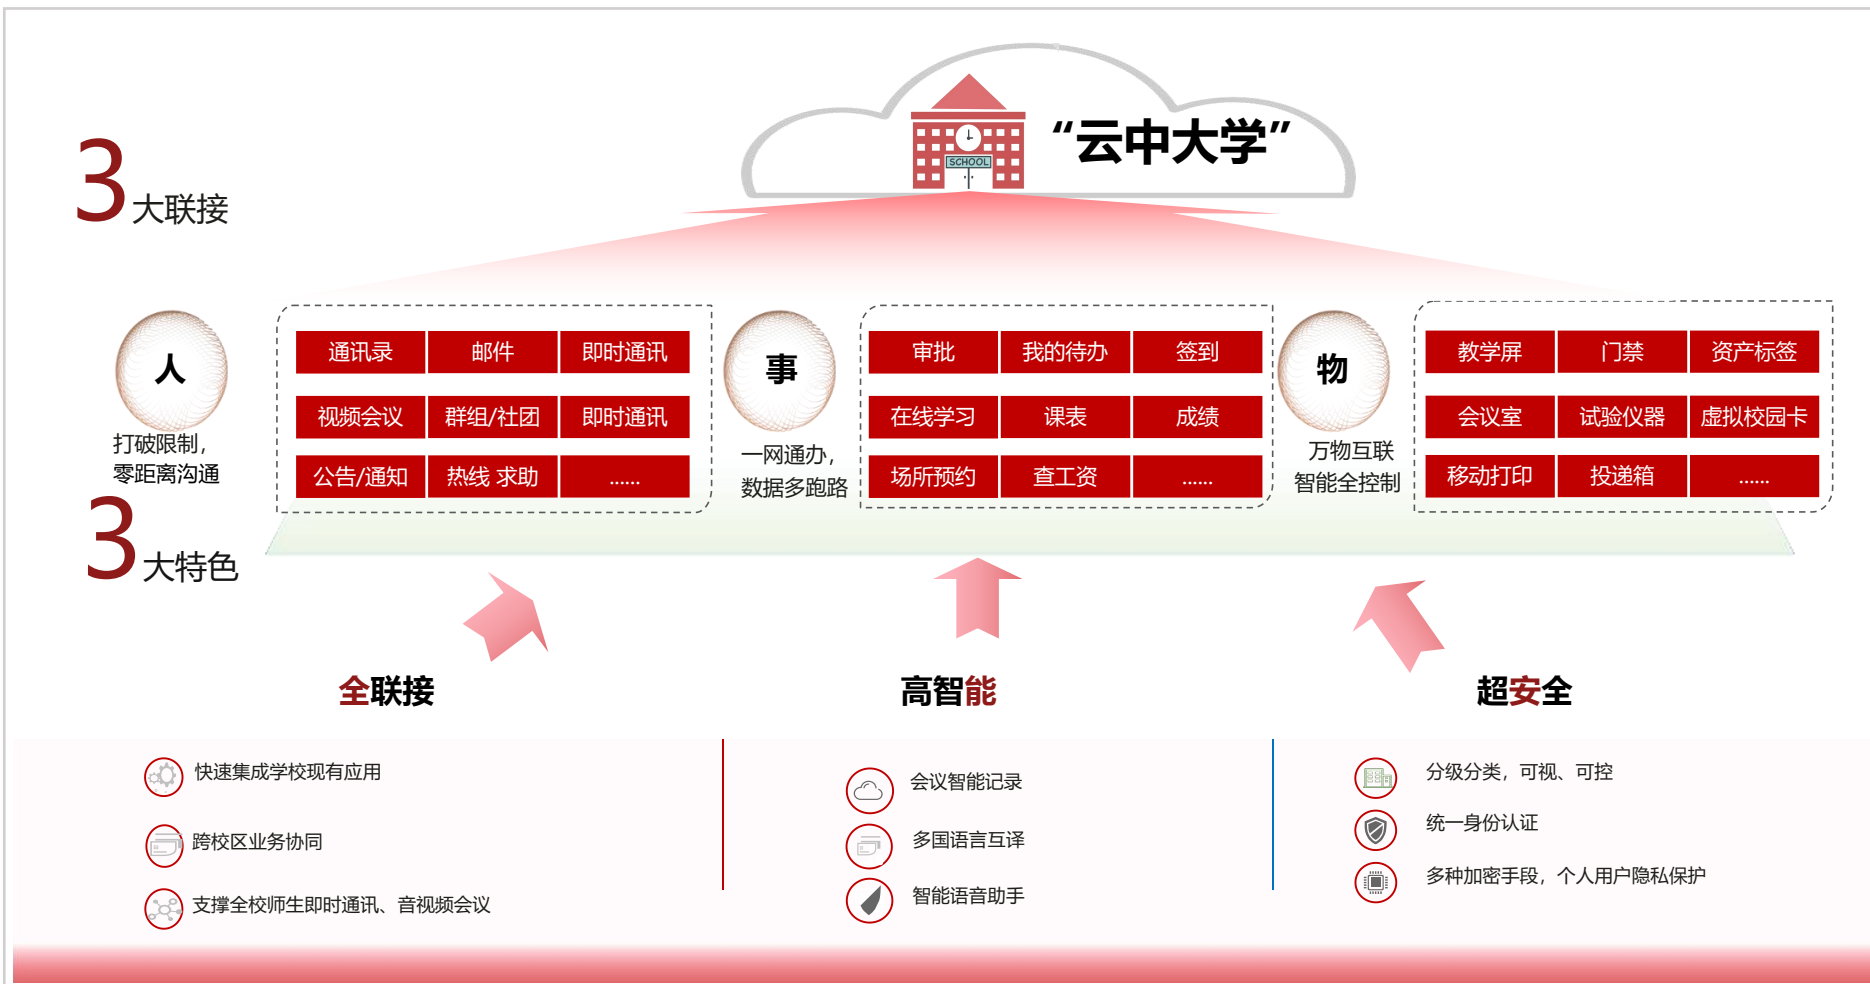 “云中大学”
SCHOOL
3大联接
人
打破限制，
零距离沟通
通讯录 邮件 即时通讯
视频会议 群组/社团 即时通讯
公告/通知 热线 求助 ......
事
一网通办，
数据多跑路
审批 我的待办 签到
在线学习 课表 成绩
场所预约 查工资 ......
物
万物互联
智能全控制
教学屏 门禁 资产标签
会议室 试验仪器 虚拟校园卡
移动打印 投递箱 ......
3大特色
全联接
快速集成学校现有应用
跨校区业务协同
支撑全校师生即时通讯、音视频会议
高智能
会议智能记录
多国语言互译
智能语音助手
超安全
分级分类，可视、可控
统一身份认证
多种加密手段，个人用户隐私保护